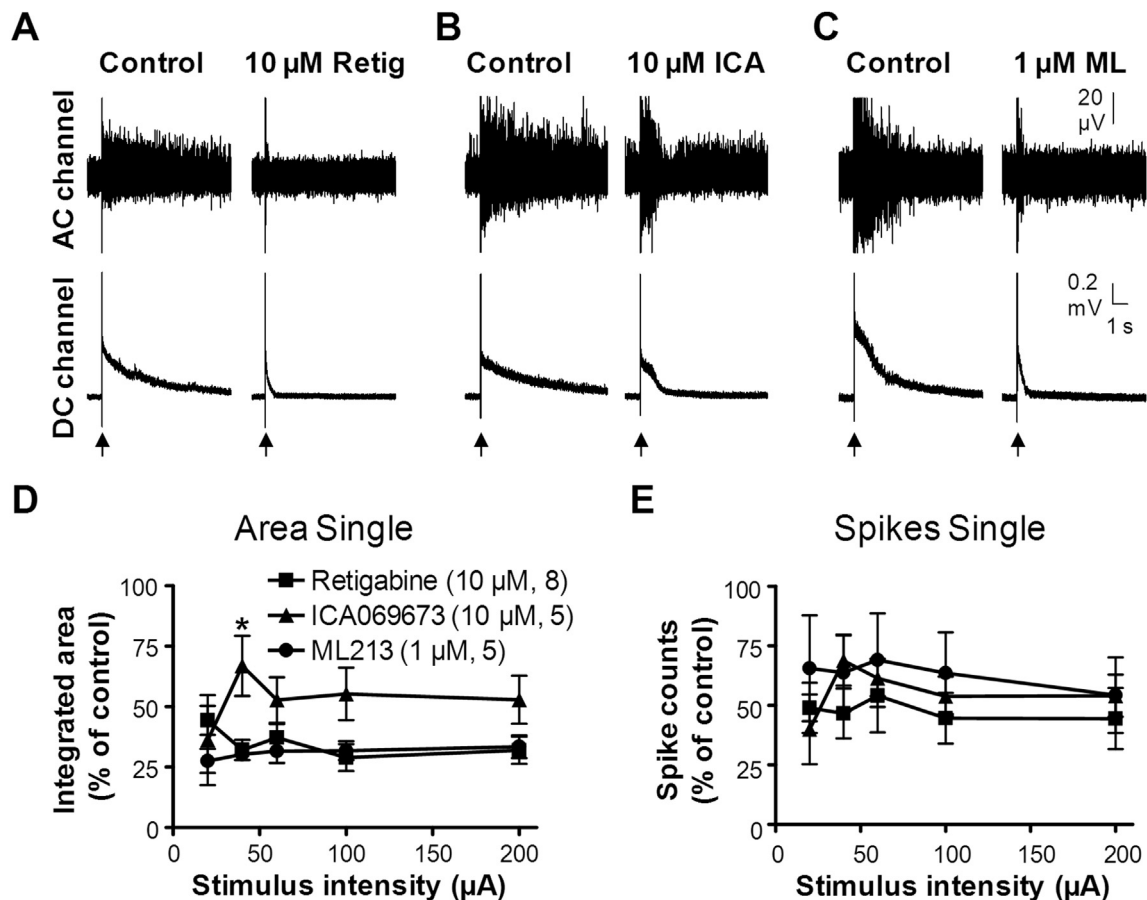 A
B
C
Control
10 µM Retig
Control
10 µM ICA
Control
1 µM ML
AC channel
20
µV
DC channel
0.2
mV
1 s
D
Area Single
Integrated area
(% of control)
100
75
50
25
0
*
Retigabine (10 µM, 8)
ICA069673 (10 µM, 5)
ML213 (1 µM, 5)
0 50 100 150 200
Stimulus intensity (µA)
E
Spikes Single
Spike counts
(% of control)
100
75
50
25
0
0 50 100 150 200
Stimulus intensity (µA)